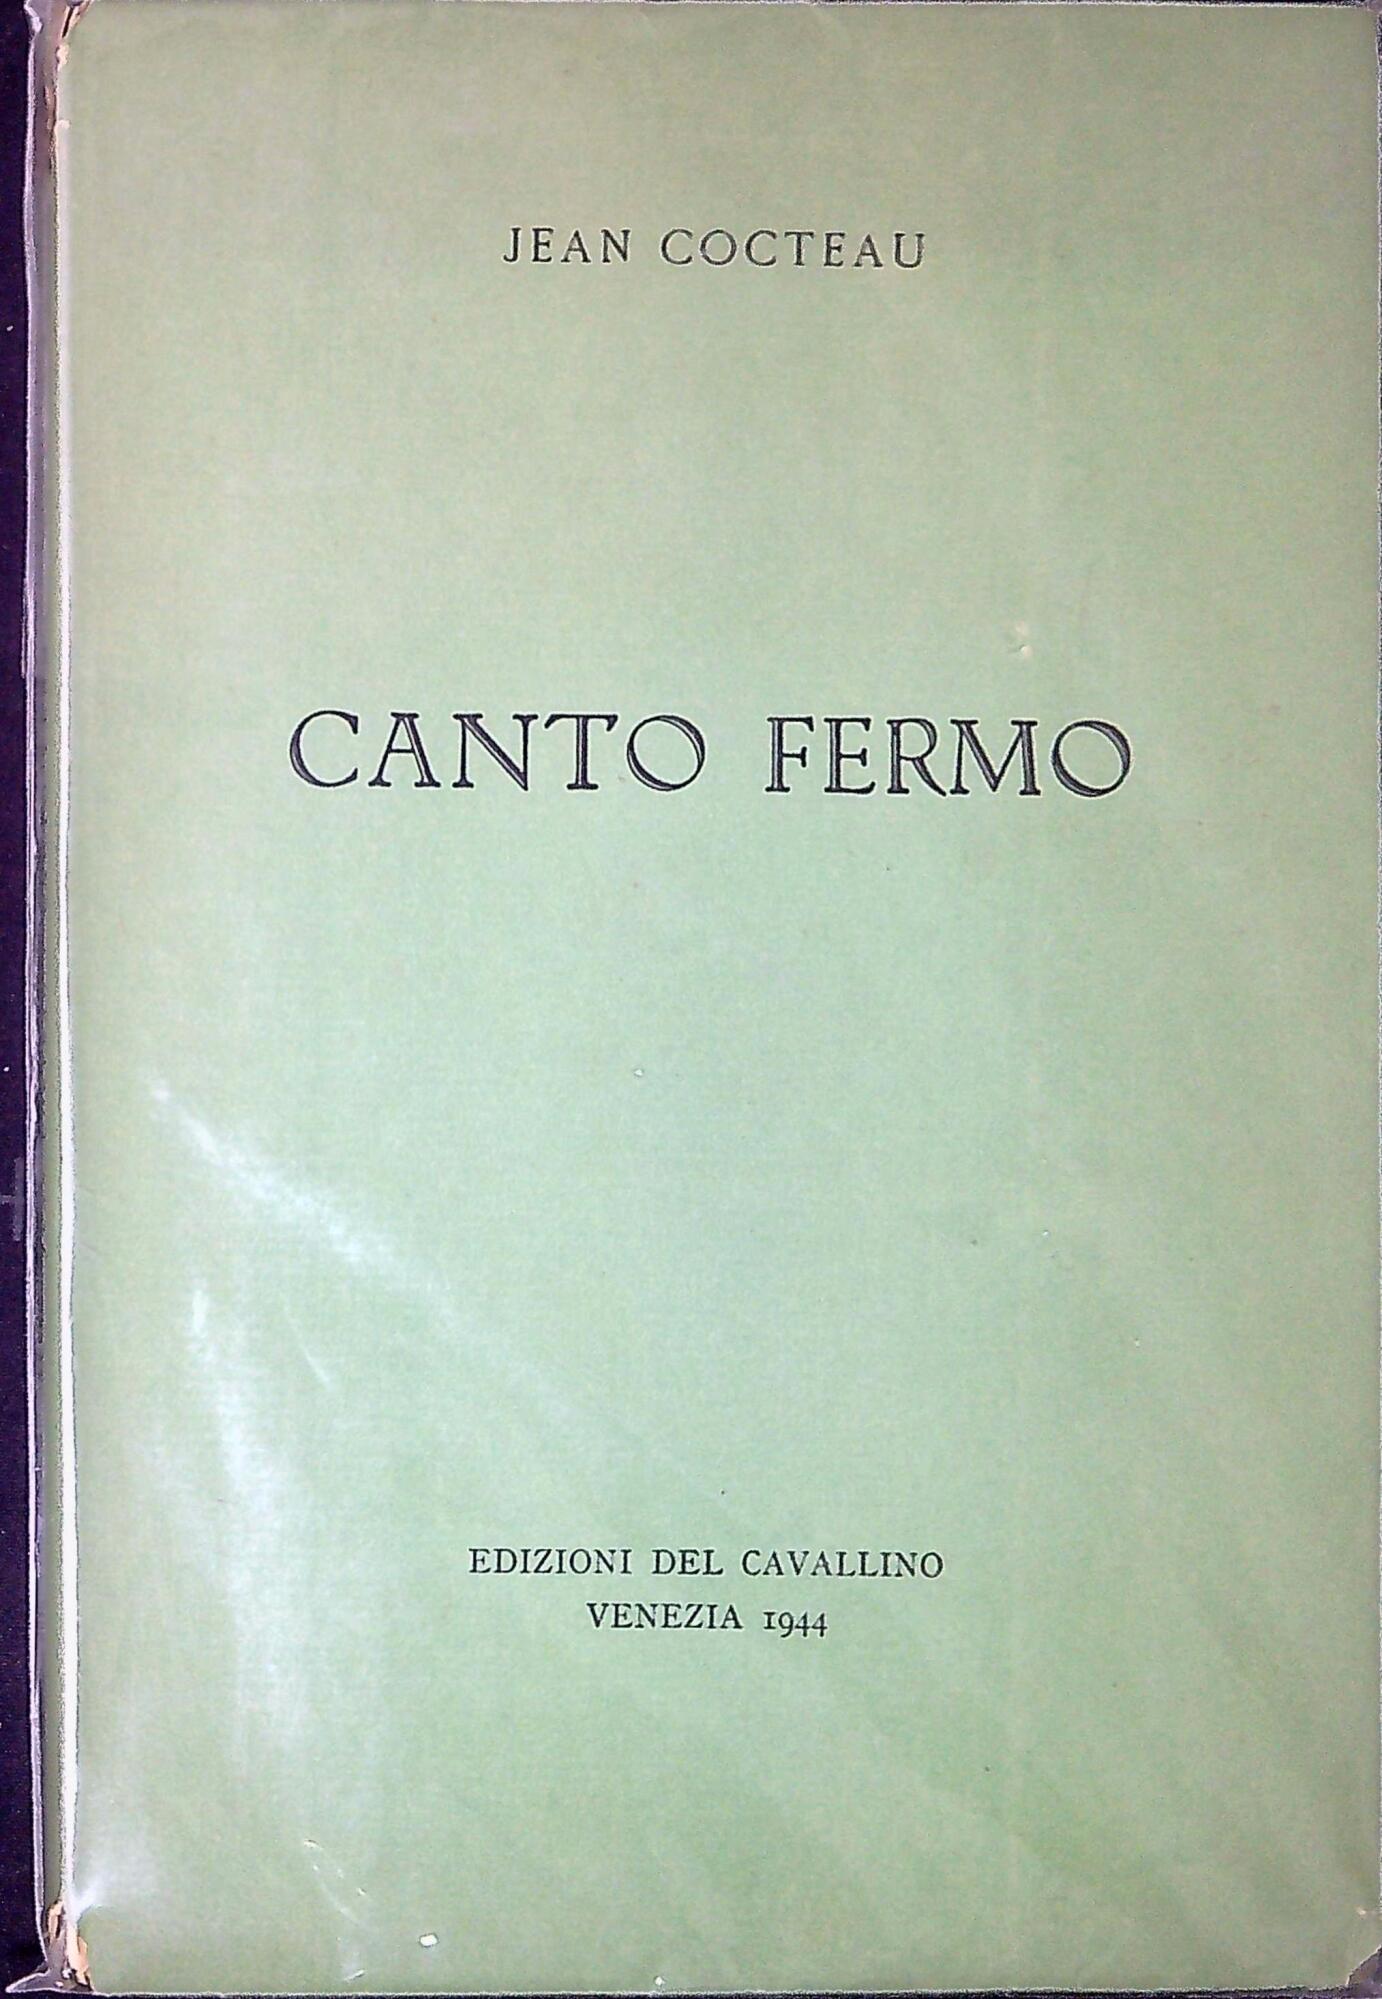 JEAN COCTEAU
CANTO FERMO
EDIZIONI DEL CAVALLINO
VENEZIA 1944